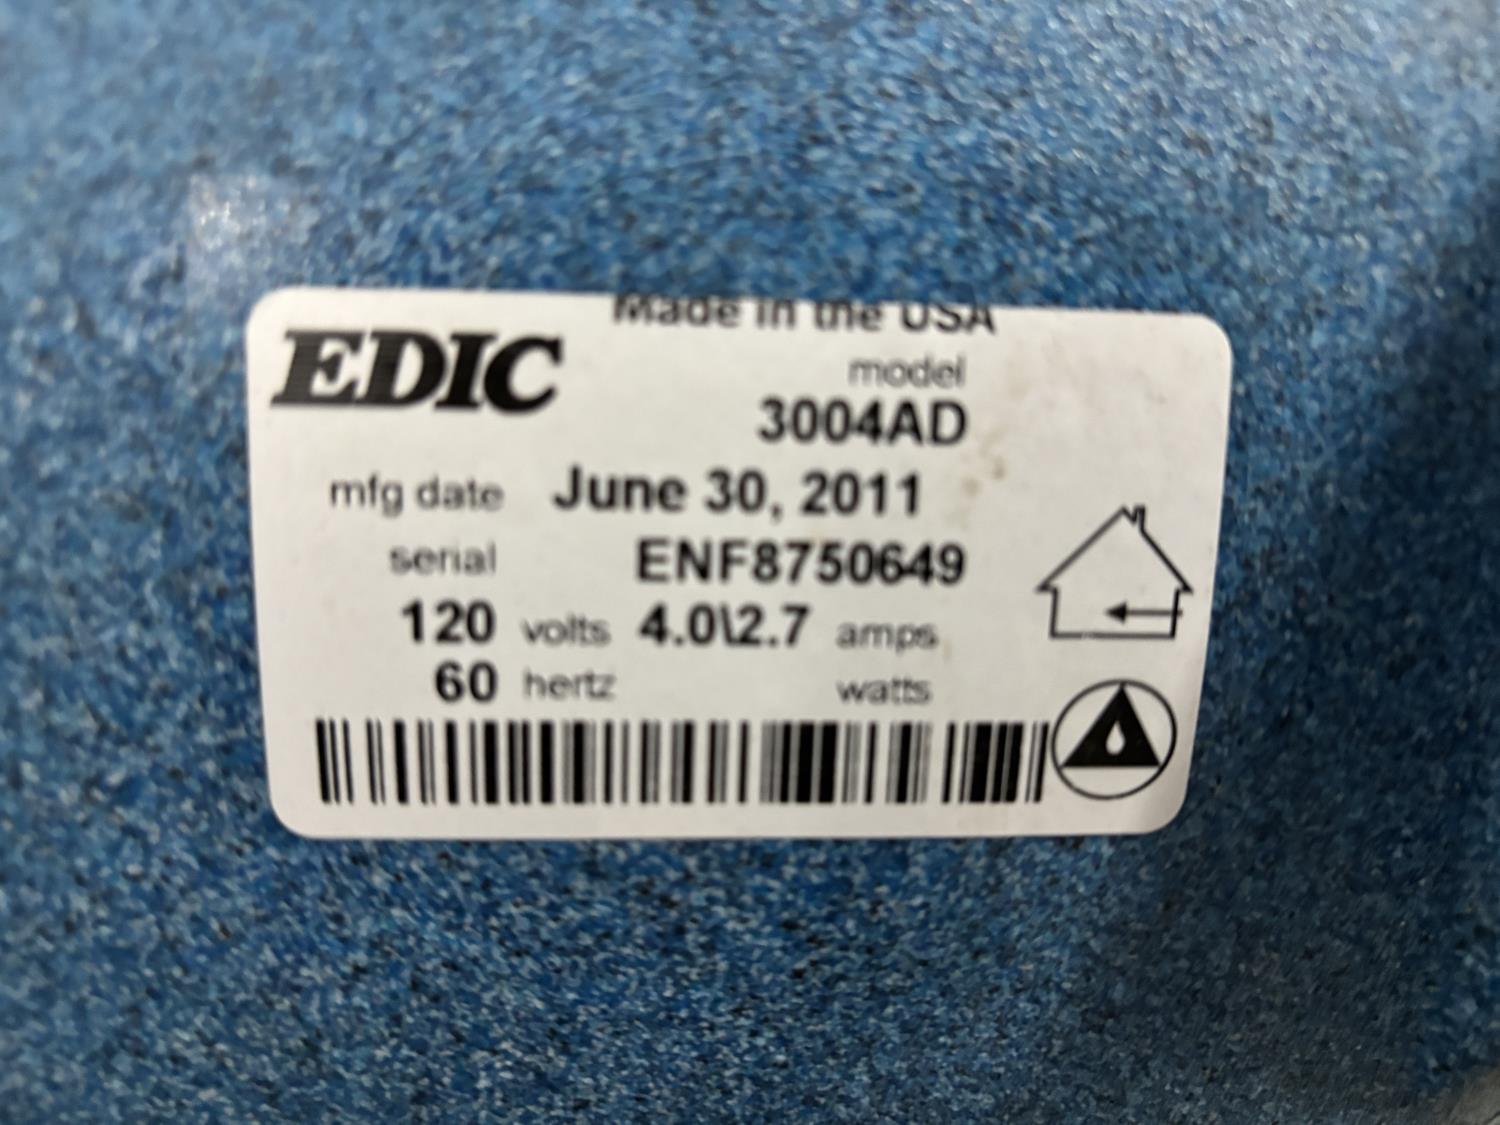 Made in the USA
EDIC
model
3004AD
mfg date June 30, 2011
serial ENF8750649
120 volts 4.0\2.7 amps
60 hertz watts